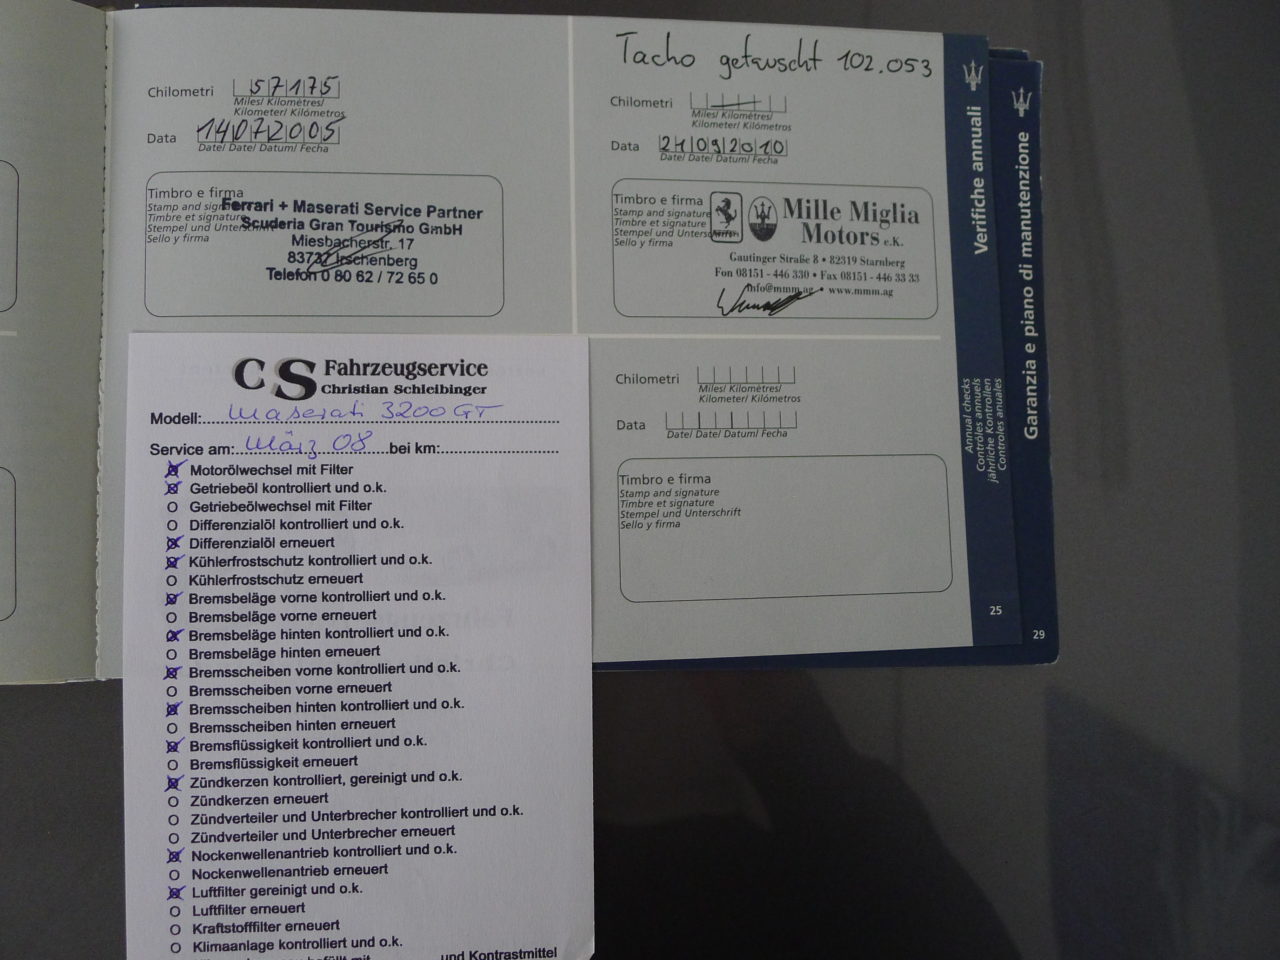 Chilometri 57175
Miles/ Kilomètres/
Kilometer/ Kilómetros
Data 14072005
Date/ Date/ Datum/ Fecha
Timbro e firma
Stamp and signature
Timbre et signature
Stempel und Unterschrift
Sello y firma
Ferrari + Maserati Service Partner
Scuderia Gran Tourismo GmbH
Miesbacherstr. 17
83737 Irschenberg
Telefon 0 80 62 / 72 65 0
Tacho getauscht 102.053
Chilometri
Miles/ Kilomètres/
Kilometer/ Kilómetros
Data 21092010
Date/ Date/ Datum/ Fecha
Timbro e firma
Stamp and signature
Timbre et signature
Stempel und Unterschrift
Sello y firma
Mille Miglia
Motors e.K.
Gautinger Straße 8 • 82319 Starnberg
Fon 08151 - 446 330 • Fax 08151 - 446 33 33
info@mmm.ag • www.mmm.ag
Chilometri
Miles/ Kilomètres/
Kilometer/ Kilómetros
Data
Date/ Date/ Datum/ Fecha
Timbro e firma
Stamp and signature
Timbre et signature
Stempel und Unterschrift
Sello y firma
Verifiche annuali
Annual checks
Contrôles annuels
jährliche Kontrollen
Controles anuales
25
Garanzia e piano di manutenzione
29
CS Fahrzeugservice
Christian Schleibinger
Modell: Maserati 3200 GT
Service am: März 08 bei km:
Motorölwechsel mit Filter
Getriebeöl kontrolliert und o.k.
Getriebeölwechsel mit Filter
Differenzialöl kontrolliert und o.k.
Differenzialöl erneuert
Kühlerfrostschutz kontrolliert und o.k.
Kühlerfrostschutz erneuert
Bremsbeläge vorne kontrolliert und o.k.
Bremsbeläge vorne erneuert
Bremsbeläge hinten kontrolliert und o.k.
Bremsbeläge hinten erneuert
Bremsscheiben vorne kontrolliert und o.k.
Bremsscheiben vorne erneuert
Bremsscheiben hinten kontrolliert und o.k.
Bremsscheiben hinten erneuert
Bremsflüssigkeit kontrolliert und o.k.
Bremsflüssigkeit erneuert
Zündkerzen kontrolliert, gereinigt und o.k.
Zündkerzen erneuert
Zündverteiler und Unterbrecher kontrolliert und o.k.
Zündverteiler und Unterbrecher erneuert
Nockenwellenantrieb kontrolliert und o.k.
Nockenwellenantrieb erneuert
Luftfilter gereinigt und o.k.
Luftfilter erneuert
Kraftstofffilter erneuert
Klimaanlage kontrolliert und o.k.
und Kontrastmittel